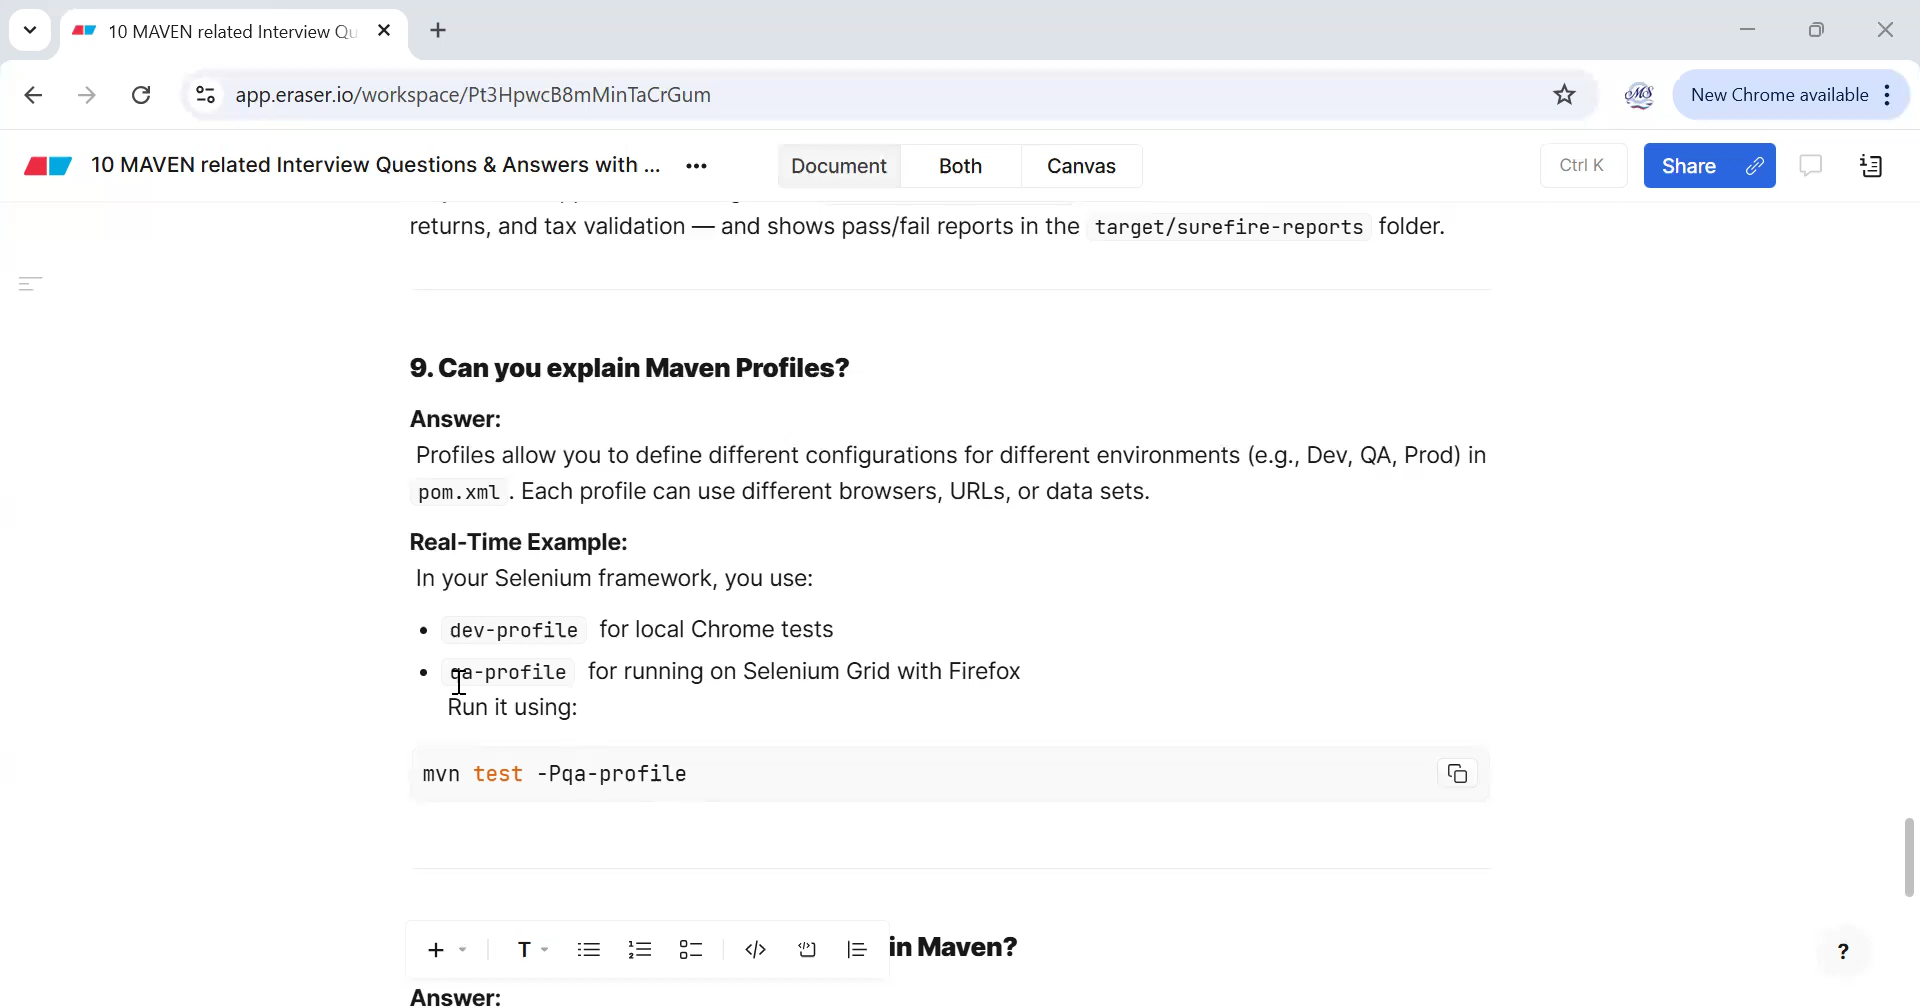 10 MAVEN related Interview Qu
app.eraser.io/workspace/Pt3HpwcB8mMinTaCrGum
MS
New Chrome available
10 MAVEN related Interview Questions & Answers with ...
Document
Both
Canvas
Ctrl K
Share
returns, and tax validation — and shows pass/fail reports in the target/surefire-reports folder.
9. Can you explain Maven Profiles?
Answer:
Profiles allow you to define different configurations for different environments (e.g., Dev, QA, Prod) in
pom.xml . Each profile can use different browsers, URLs, or data sets.
Real-Time Example:
In your Selenium framework, you use:
• dev-profile for local Chrome tests
• qa-profile for running on Selenium Grid with Firefox
Run it using:
mvn test -Pqa-profile
T
in Maven?
?
Answer: